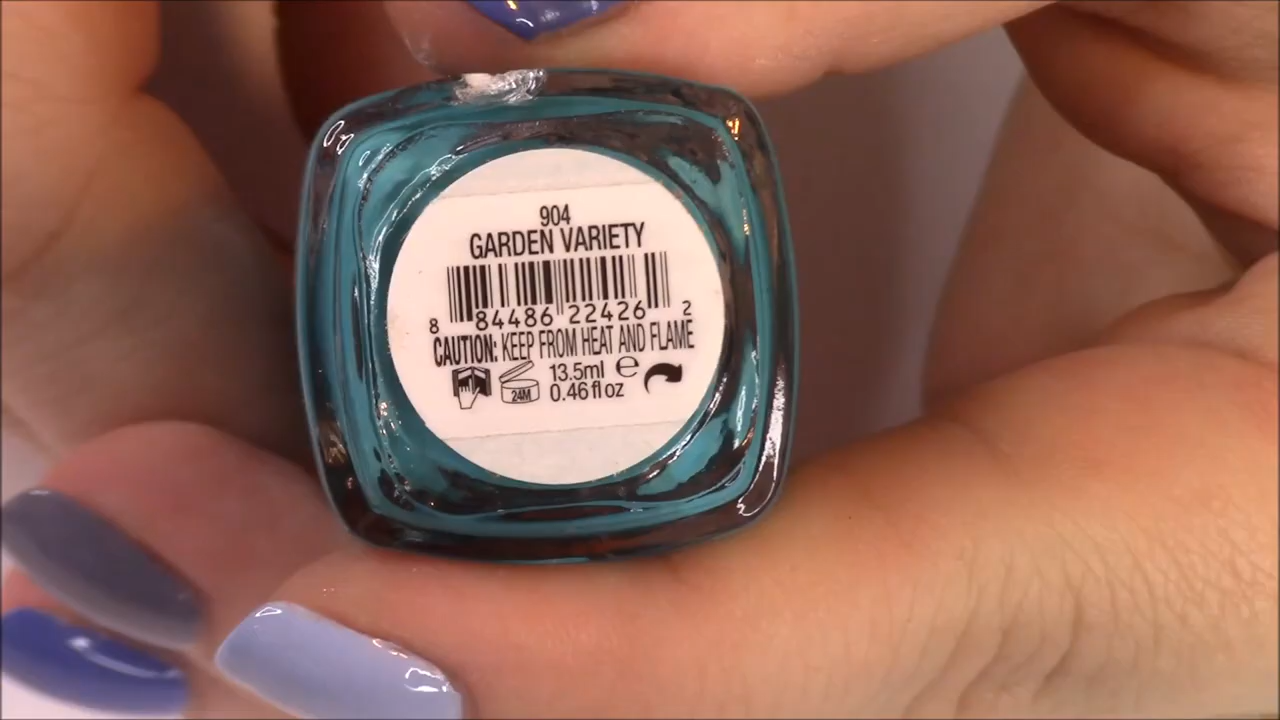 904
GARDEN VARIETY
8 84486 22426 2
CAUTION: KEEP FROM HEAT AND FLAME
24M
13.5ml e
0.46 fl oz